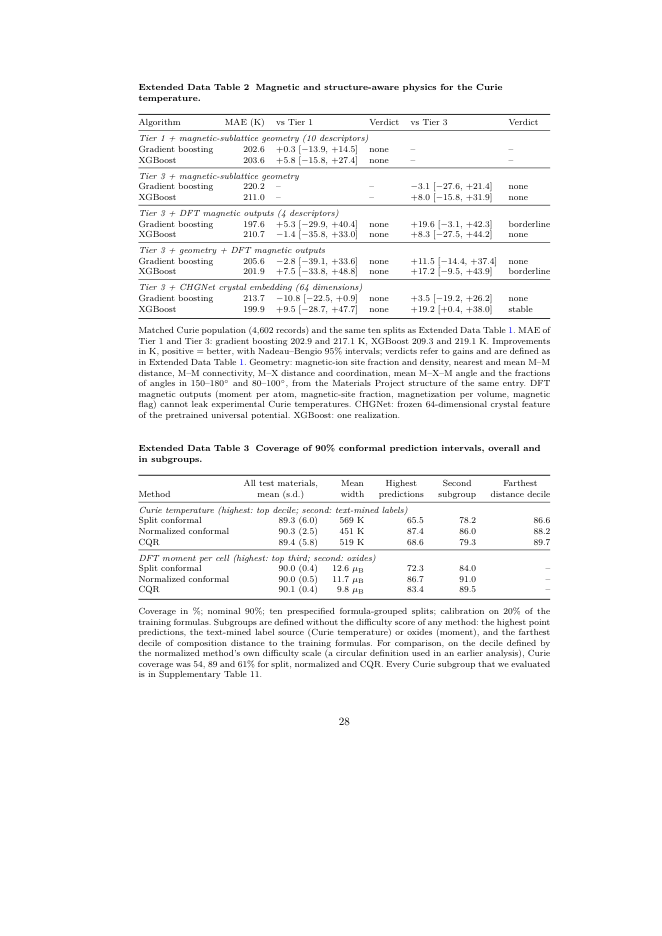 Extended Data Table 2 Magnetic and structure-aware physics for the Curie
temperature.
Algorithm MAE (K) vs Tier 1 Verdict vs Tier 3 Verdict
Tier 1 + magnetic-sublattice geometry (10 descriptors)
Gradient boosting 202.6 +0.3 [−13.9, +14.5] none – –
XGBoost 203.6 +5.8 [−15.8, +27.4] none – –
Tier 3 + magnetic-sublattice geometry
Gradient boosting 220.2 – – −3.1 [−27.6, +21.4] none
XGBoost 211.0 – – +8.0 [−15.8, +31.9] none
Tier 3 + DFT magnetic outputs (4 descriptors)
Gradient boosting 197.6 +5.3 [−29.9, +40.4] none +19.6 [−3.1, +42.3] borderline
XGBoost 210.7 −1.4 [−35.8, +33.0] none +8.3 [−27.5, +44.2] none
Tier 3 + geometry + DFT magnetic outputs
Gradient boosting 205.6 −2.8 [−39.1, +33.6] none +11.5 [−14.4, +37.4] none
XGBoost 201.9 +7.5 [−33.8, +48.8] none +17.2 [−9.5, +43.9] borderline
Tier 3 + CHGNet crystal embedding (64 dimensions)
Gradient boosting 213.7 −10.8 [−22.5, +0.9] none +3.5 [−19.2, +26.2] none
XGBoost 199.9 +9.5 [−28.7, +47.7] none +19.2 [+0.4, +38.0] stable
Matched Curie population (4,602 records) and the same ten splits as Extended Data Table 1. MAE of
Tier 1 and Tier 3: gradient boosting 202.9 and 217.1 K, XGBoost 209.3 and 219.1 K. Improvements
in K, positive = better, with Nadeau–Bengio 95% intervals; verdicts refer to gains and are defined as
in Extended Data Table 1. Geometry: magnetic-ion site fraction and density, nearest and mean M–M
distance, M–M connectivity, M–X distance and coordination, mean M–X–M angle and the fractions
of angles in 150–180° and 80–100°, from the Materials Project structure of the same entry. DFT
magnetic outputs (moment per atom, magnetic-site fraction, magnetization per volume, magnetic
flag) cannot leak experimental Curie temperatures. CHGNet: frozen 64-dimensional crystal feature
of the pretrained universal potential. XGBoost: one realization.
Extended Data Table 3 Coverage of 90% conformal prediction intervals, overall and
in subgroups.
All test materials, Mean Highest Second Farthest
Method mean (s.d.) width predictions subgroup distance decile
Curie temperature (highest: top decile; second: text-mined labels)
Split conformal 89.3 (6.0) 569 K 65.5 78.2 86.6
Normalized conformal 90.3 (2.5) 451 K 87.4 86.0 88.2
CQR 89.4 (5.8) 519 K 68.6 79.3 89.7
DFT moment per cell (highest: top third; second: oxides)
Split conformal 90.0 (0.4) 12.6 μB 72.3 84.0 –
Normalized conformal 90.0 (0.5) 11.7 μB 86.7 91.0 –
CQR 90.1 (0.4) 9.8 μB 83.4 89.5 –
Coverage in %; nominal 90%; ten prespecified formula-grouped splits; calibration on 20% of the
training formulas. Subgroups are defined without the difficulty score of any method: the highest point
predictions, the text-mined label source (Curie temperature) or oxides (moment), and the farthest
decile of composition distance to the training formulas. For comparison, on the decile defined by
the normalized method's own difficulty scale (a circular definition used in an earlier analysis), Curie
coverage was 54, 89 and 61% for split, normalized and CQR. Every Curie subgroup that we evaluated
is in Supplementary Table 11.
28